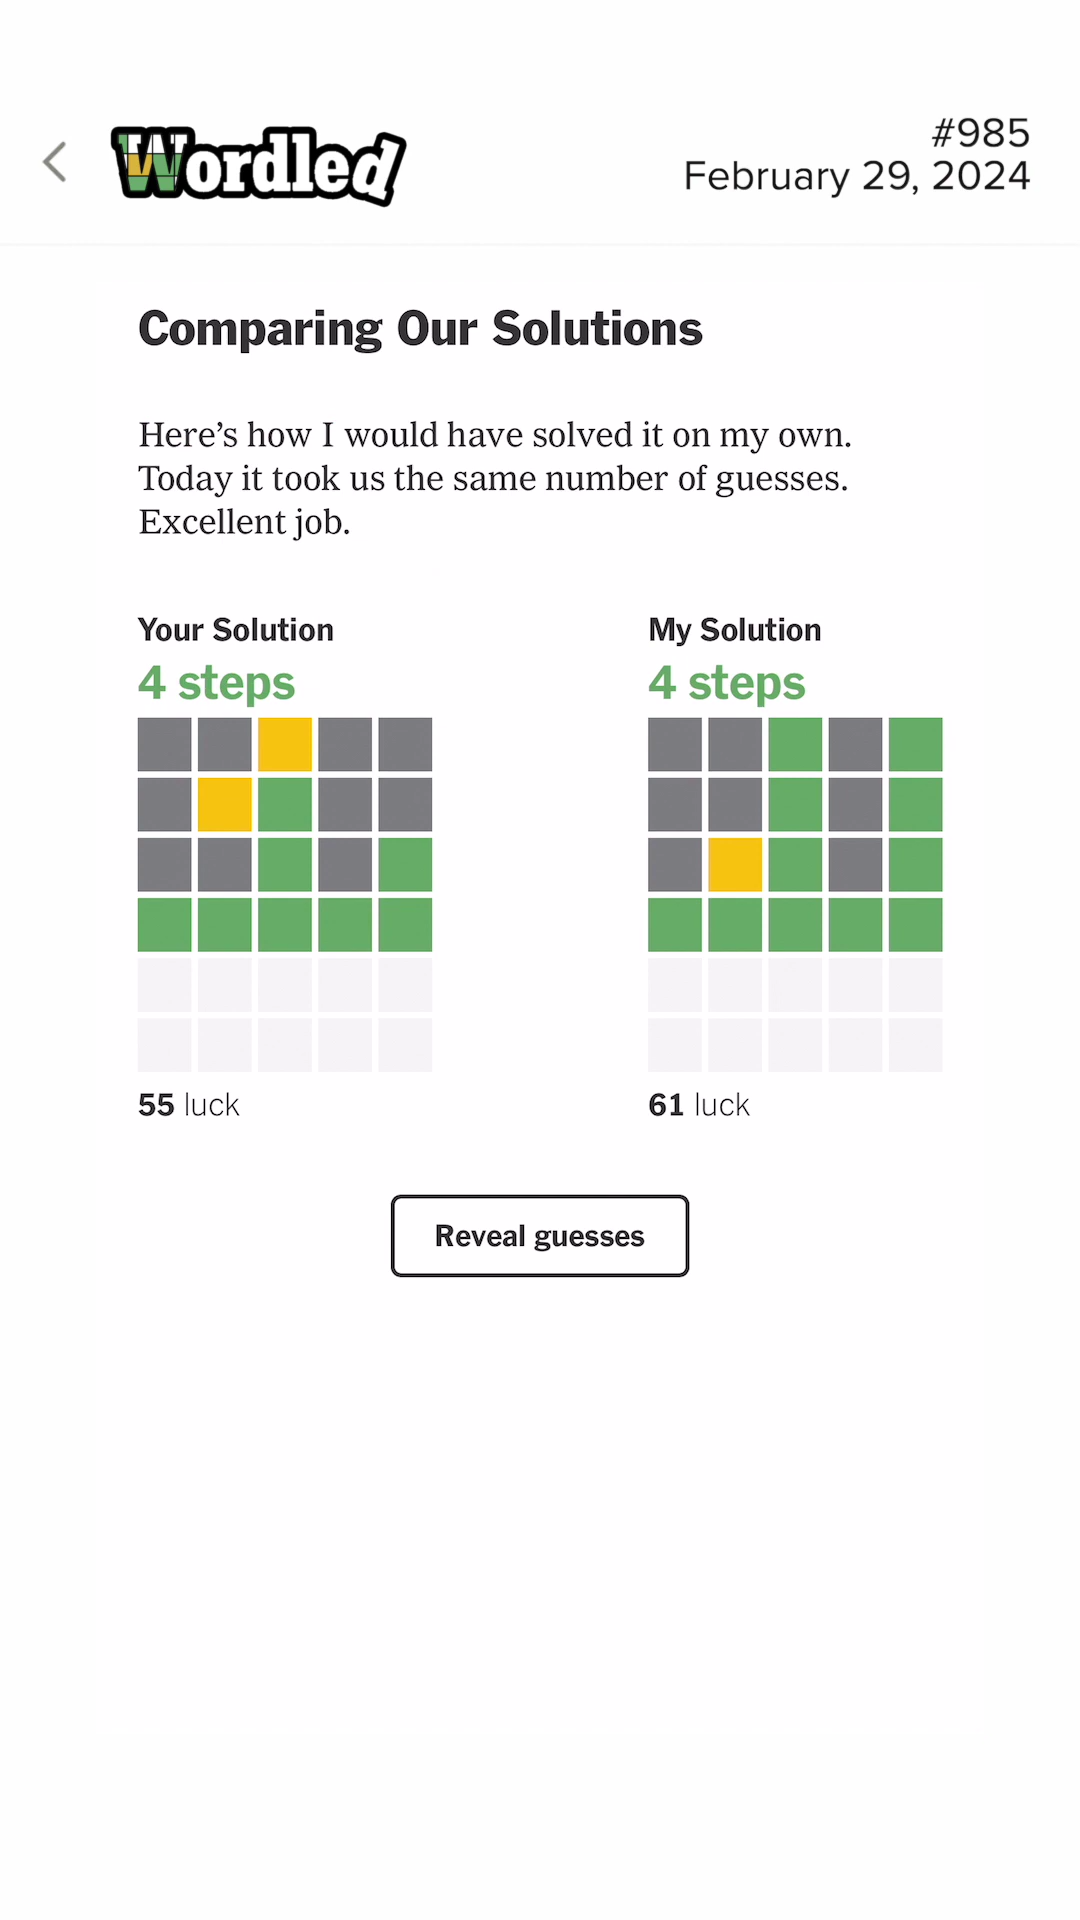 Wordled
#985
February 29, 2024
Comparing Our Solutions
Here’s how I would have solved it on my own.
Today it took us the same number of guesses.
Excellent job.
Your Solution
4 steps
55 luck
My Solution
4 steps
61 luck
Reveal guesses